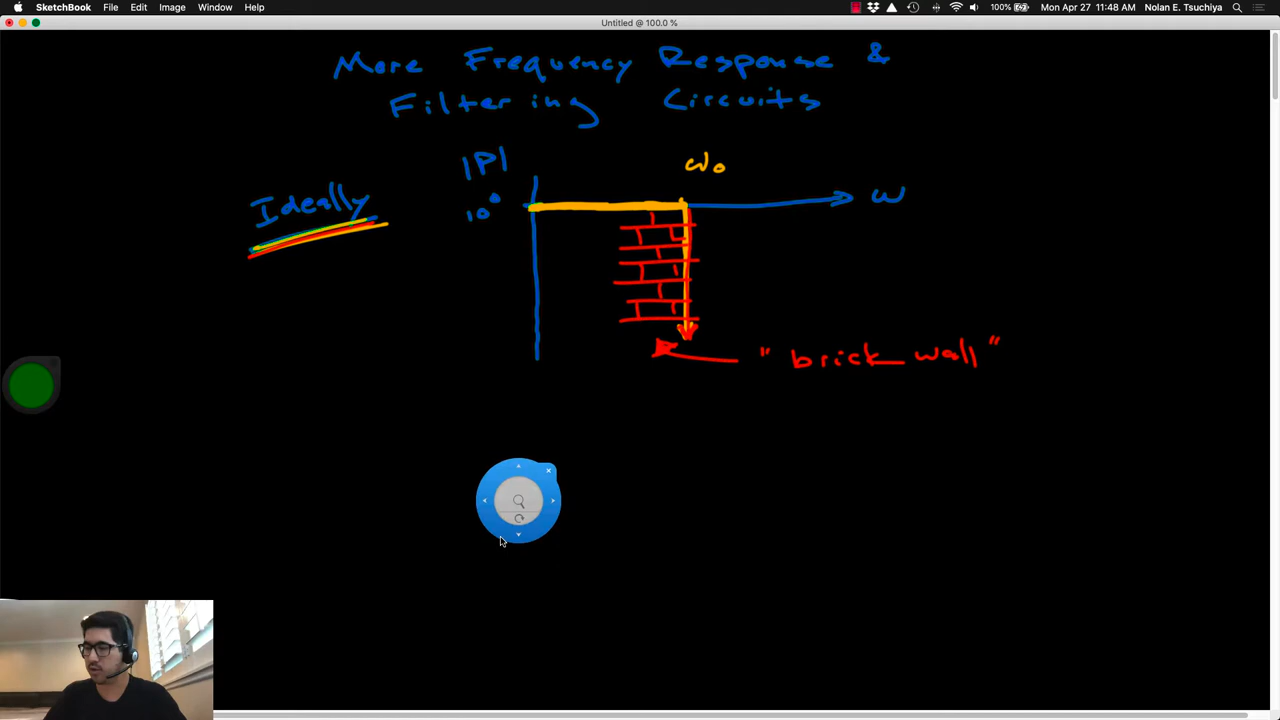 SketchBook File Edit Image Window Help
100% Mon Apr 27 11:48 AM Nolan E. Tsuchiya
Untitled @ 100.0 %
More Frequency Response &
Filtering Circuits
|P|
ω₀
Ideally
10⁰
ω
"brick wall"